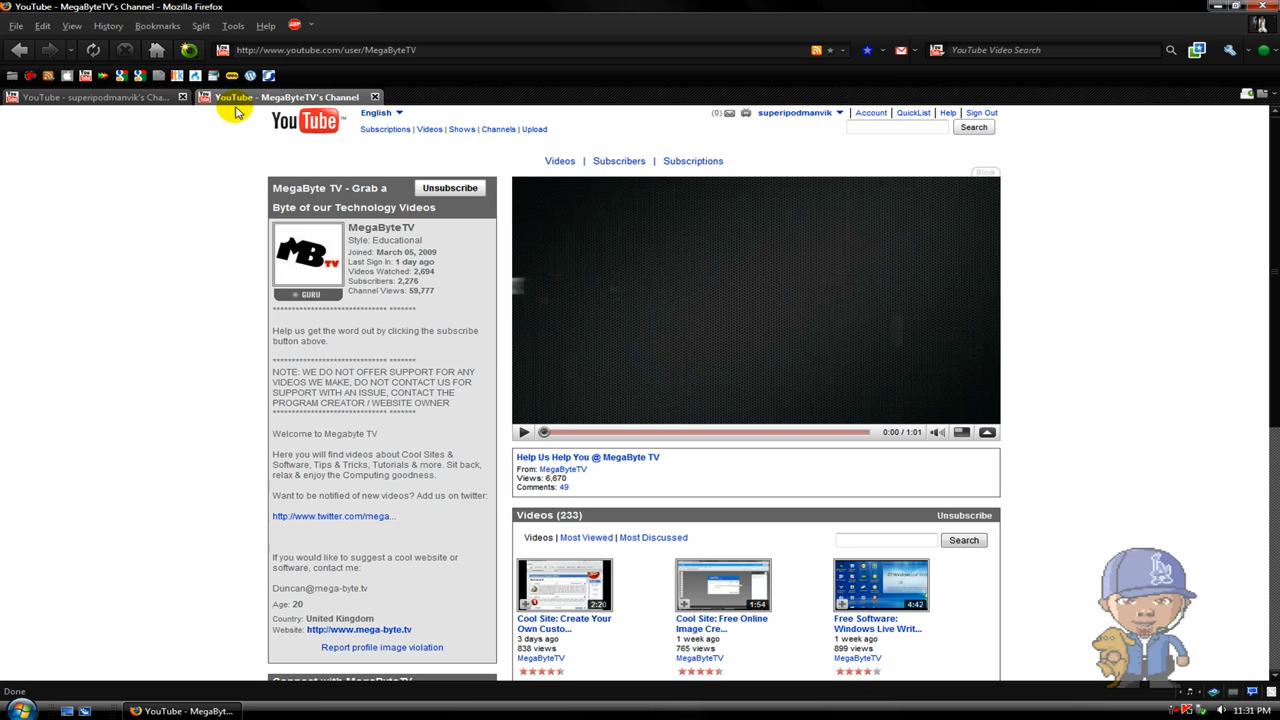 YouTube - MegaByteTV's Channel - Mozilla Firefox
File Edit View History Bookmarks Split Tools Help ABP
http://www.youtube.com/user/MegaByteTV
YouTube Video Search
YouTube - superipodmanvik's Cha...
YouTube - MegaByteTV's Channel
YouTube
English
(0) superipodmanvik | Account | QuickList | Help | Sign Out
Subscriptions | Videos | Shows | Channels | Upload
Search
Videos | Subscribers | Subscriptions
Blog
MegaByte TV - Grab a
Byte of our Technology Videos
Unsubscribe
MB TV
GURU
MegaByteTV
Style: Educational
Joined: March 05, 2009
Last Sign In: 1 day ago
Videos Watched: 2,694
Subscribers: 2,276
Channel Views: 59,777
****************************** *******
Help us get the word out by clicking the subscribe
button above.
****************************** *******
NOTE: WE DO NOT OFFER SUPPORT FOR ANY
VIDEOS WE MAKE, DO NOT CONTACT US FOR
SUPPORT WITH AN ISSUE, CONTACT THE
PROGRAM CREATOR / WEBSITE OWNER
****************************** *******
Welcome to Megabyte TV
Here you will find videos about Cool Sites &
Software, Tips & Tricks, Tutorials & more. Sit back,
relax & enjoy the Computing goodness.
Want to be notified of new videos? Add us on twitter:
http://www.twitter.com/mega...
If you would like to suggest a cool website or
software, contact me:
Duncan@mega-byte.tv
Age: 20
Country: United Kingdom
Website: http://www.mega-byte.tv
Report profile image violation
Connect with MegaByteTV
0:00 / 1:01
Help Us Help You @ MegaByte TV
From: MegaByteTV
Views: 6,670
Comments: 49
Videos (233)
Unsubscribe
Videos | Most Viewed | Most Discussed
Search
2:20
Cool Site: Create Your
Own Custo...
3 days ago
838 views
MegaByteTV
1:54
Cool Site: Free Online
Image Cre...
1 week ago
765 views
MegaByteTV
4:42
Free Software:
Windows Live Writ...
1 week ago
899 views
MegaByteTV
LA
Done
YouTube - MegaByt...
11:31 PM